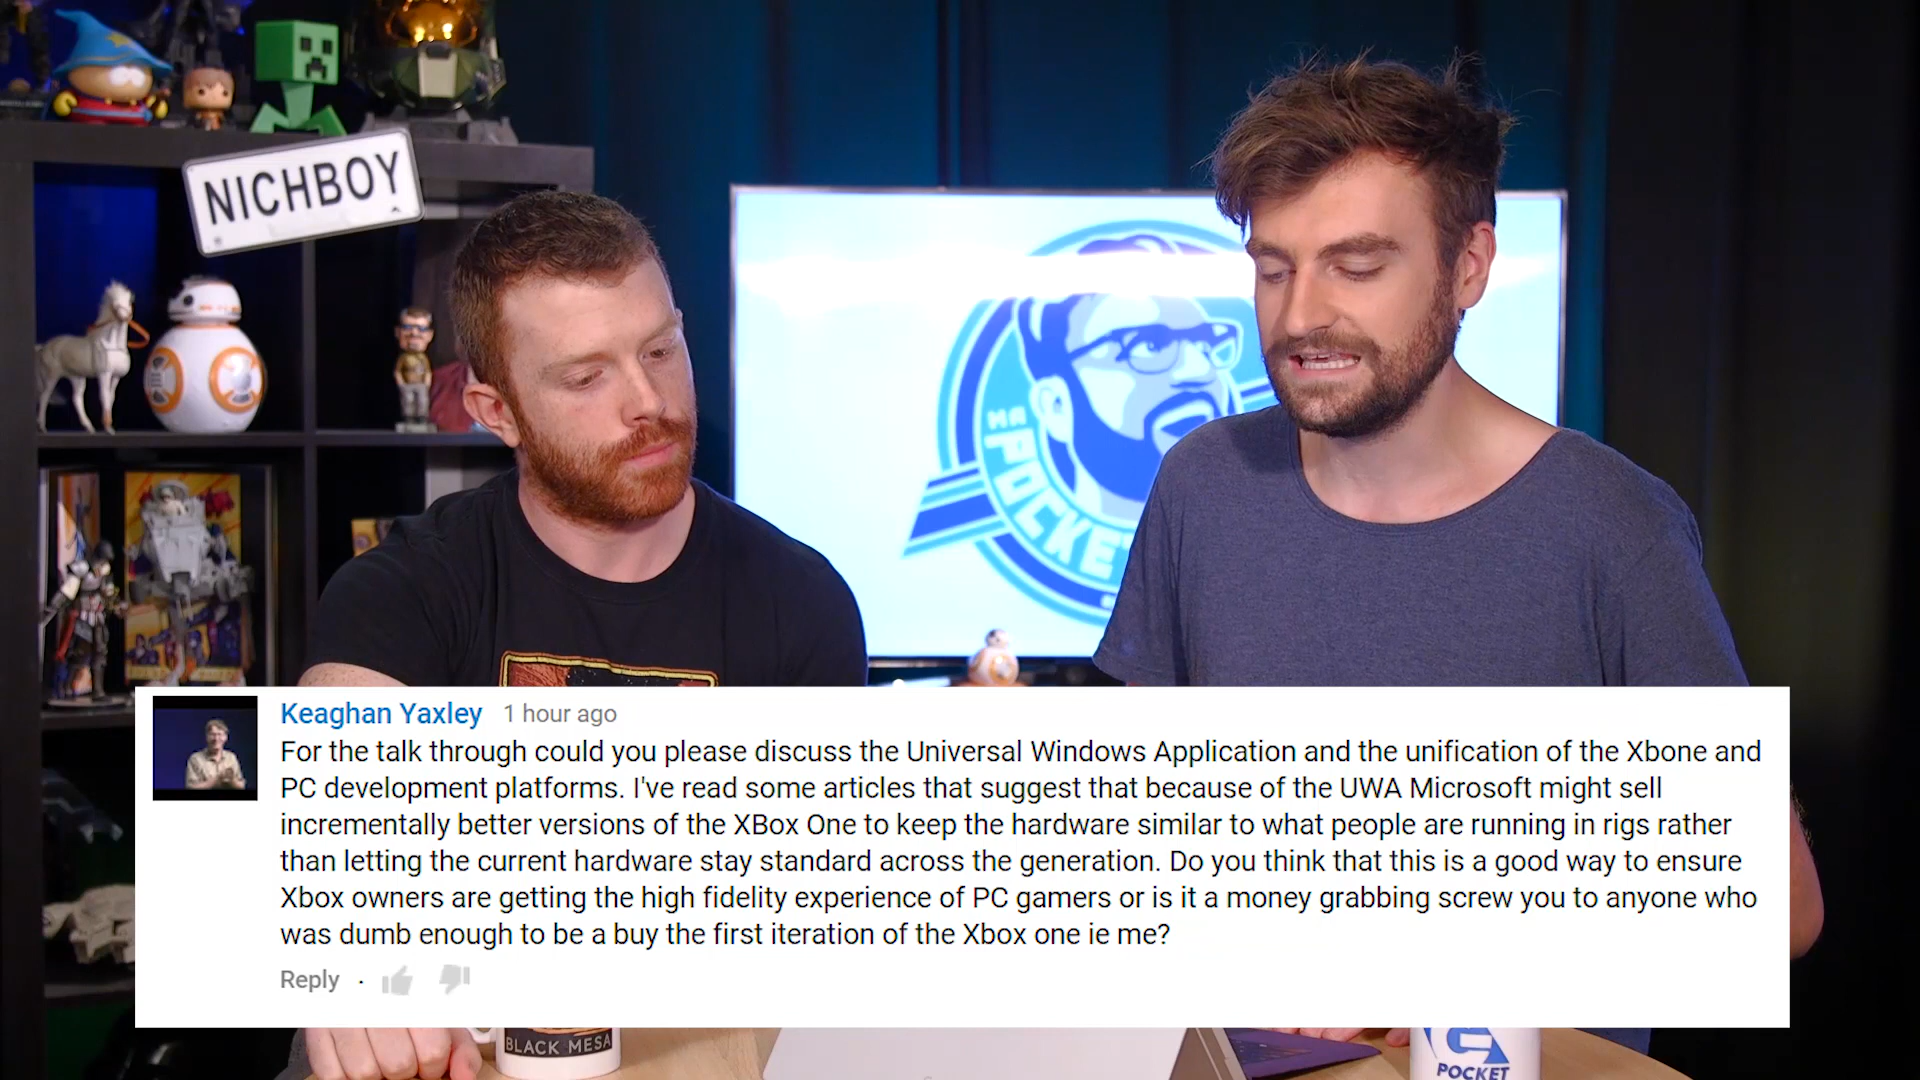 NICHBOY
MR
POCKET
Keaghan Yaxley 1 hour ago
For the talk through could you please discuss the Universal Windows Application and the unification of the Xbone and
PC development platforms. I've read some articles that suggest that because of the UWA Microsoft might sell
incrementally better versions of the XBox One to keep the hardware similar to what people are running in rigs rather
than letting the current hardware stay standard across the generation. Do you think that this is a good way to ensure
Xbox owners are getting the high fidelity experience of PC gamers or is it a money grabbing screw you to anyone who
was dumb enough to be a buy the first iteration of the Xbox one ie me?
Reply ·
BLACK MESA
POCKET